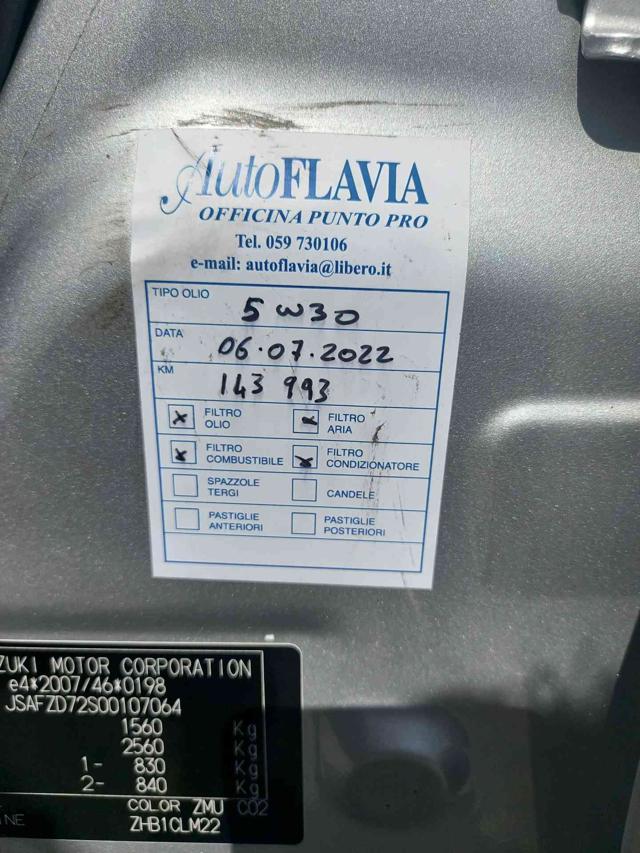 AutoFLAVIA
OFFICINA PUNTO PRO
Tel. 059 730106
e-mail: autoflavia@libero.it
TIPO OLIO 5W30
DATA 06.07.2022
KM 143 993
FILTRO OLIO FILTRO ARIA
FILTRO COMBUSTIBILE FILTRO CONDIZIONATORE
SPAZZOLE TERGI CANDELE
PASTIGLIE ANTERIORI PASTIGLIE POSTERIORI
ZUKI MOTOR CORPORATION
e4*2007/46*0198
JSAFZD72S00107064
1560 Kg
2560 Kg
1- 830 Kg
2- 840 Kg
COLOR ZMU C02
INE ZHB1CLM22